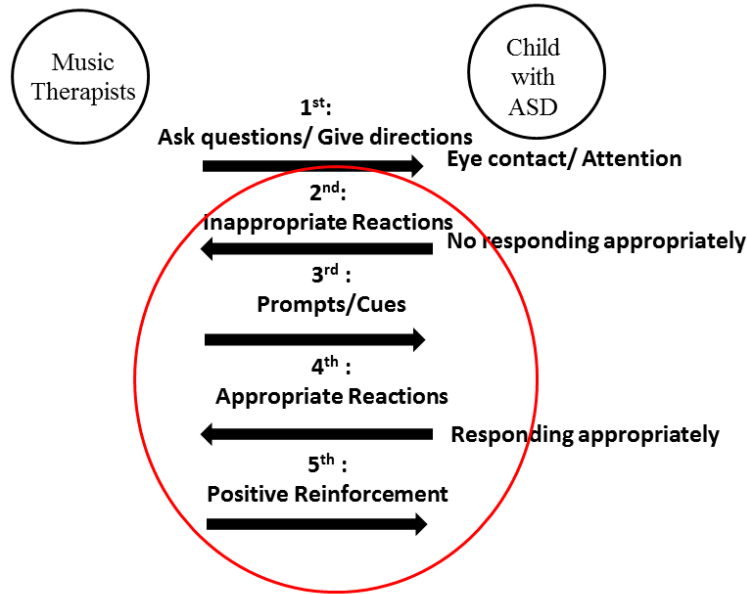 Music
Therapists
Child
with
ASD
1st:
Ask questions/ Give directions
Eye contact/ Attention
2nd:
Inappropriate Reactions
No responding appropriately
3rd :
Prompts/Cues
4th :
Appropriate Reactions
Responding appropriately
5th :
Positive Reinforcement